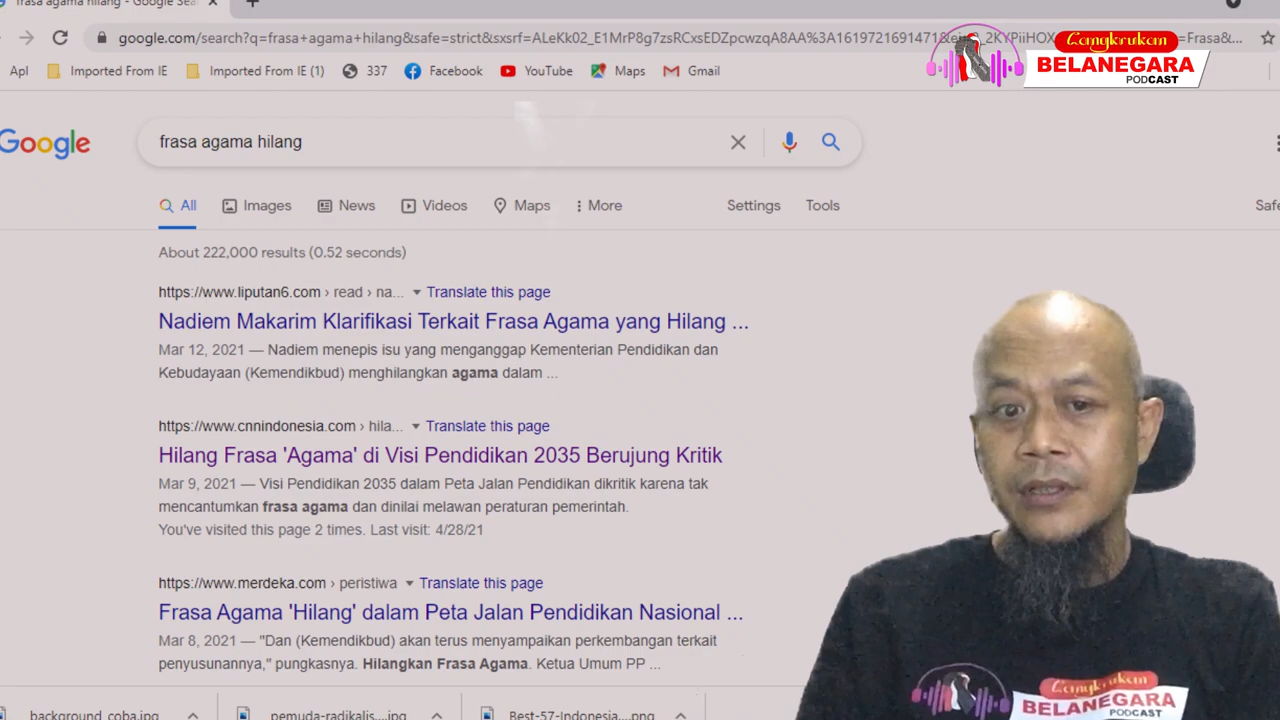 frasa agama hilang - Google Sea
google.com/search?q=frasa+agama+hilang&safe=strict&sxsrf=ALeKk02_E1MrP8g7zsRCxsEDZpcwzqA8AA%3A1619721691471&
=Frasa&...
Cangkrukan
BELANEGARA
PODCAST
Apl Imported From IE Imported From IE (1) 337 Facebook YouTube Maps Gmail
Google
frasa agama hilang
All Images News Videos Maps More Settings Tools
About 222,000 results (0.52 seconds)
https://www.liputan6.com › read › na... Translate this page
Nadiem Makarim Klarifikasi Terkait Frasa Agama yang Hilang ...
Mar 12, 2021 — Nadiem menepis isu yang menganggap Kementerian Pendidikan dan
Kebudayaan (Kemendikbud) menghilangkan agama dalam ...
https://www.cnnindonesia.com › hila... Translate this page
Hilang Frasa 'Agama' di Visi Pendidikan 2035 Berujung Kritik
Mar 9, 2021 — Visi Pendidikan 2035 dalam Peta Jalan Pendidikan dikritik karena tak
mencantumkan frasa agama dan dinilai melawan peraturan pemerintah.
You've visited this page 2 times. Last visit: 4/28/21
https://www.merdeka.com › peristiwa Translate this page
Frasa Agama 'Hilang' dalam Peta Jalan Pendidikan Nasional ...
Mar 8, 2021 — "Dan (Kemendikbud) akan terus menyampaikan perkembangan terkait
penyusunannya," pungkasnya. Hilangkan Frasa Agama. Ketua Umum PP ...
background_coba.jpg pemuda-radikalis....jpg Best-57-Indonesia....png
Cangkrukan
BELANEGARA
PODCAST